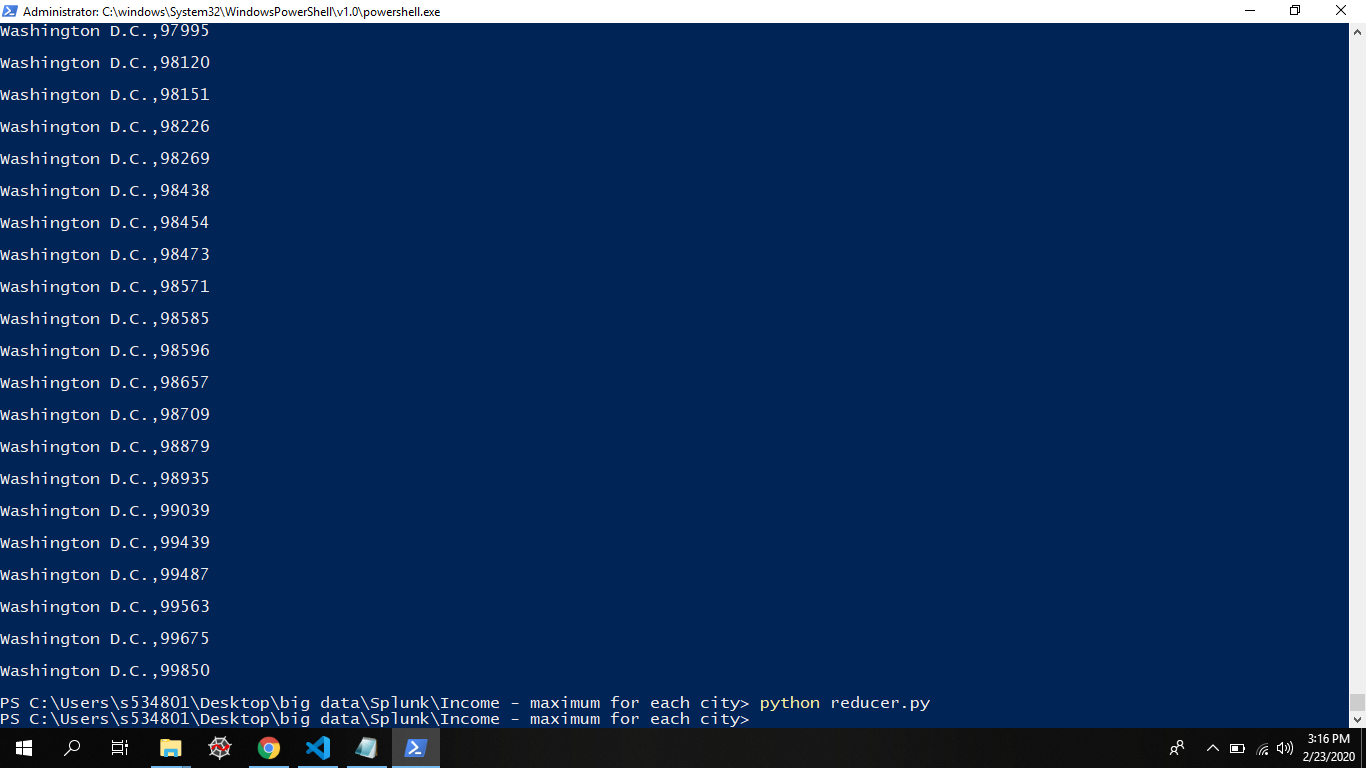 Administrator: C:\windows\System32\WindowsPowerShell\v1.0\powershell.exe
Washington D.C.,97995
Washington D.C.,98120
Washington D.C.,98151
Washington D.C.,98226
Washington D.C.,98269
Washington D.C.,98438
Washington D.C.,98454
Washington D.C.,98473
Washington D.C.,98571
Washington D.C.,98585
Washington D.C.,98596
Washington D.C.,98657
Washington D.C.,98709
Washington D.C.,98879
Washington D.C.,98935
Washington D.C.,99039
Washington D.C.,99439
Washington D.C.,99487
Washington D.C.,99563
Washington D.C.,99675
Washington D.C.,99850
PS C:\Users\s534801\Desktop\big data\Splunk\Income - maximum for each city> python reducer.py
PS C:\Users\s534801\Desktop\big data\Splunk\Income - maximum for each city>
3:16 PM
2/23/2020